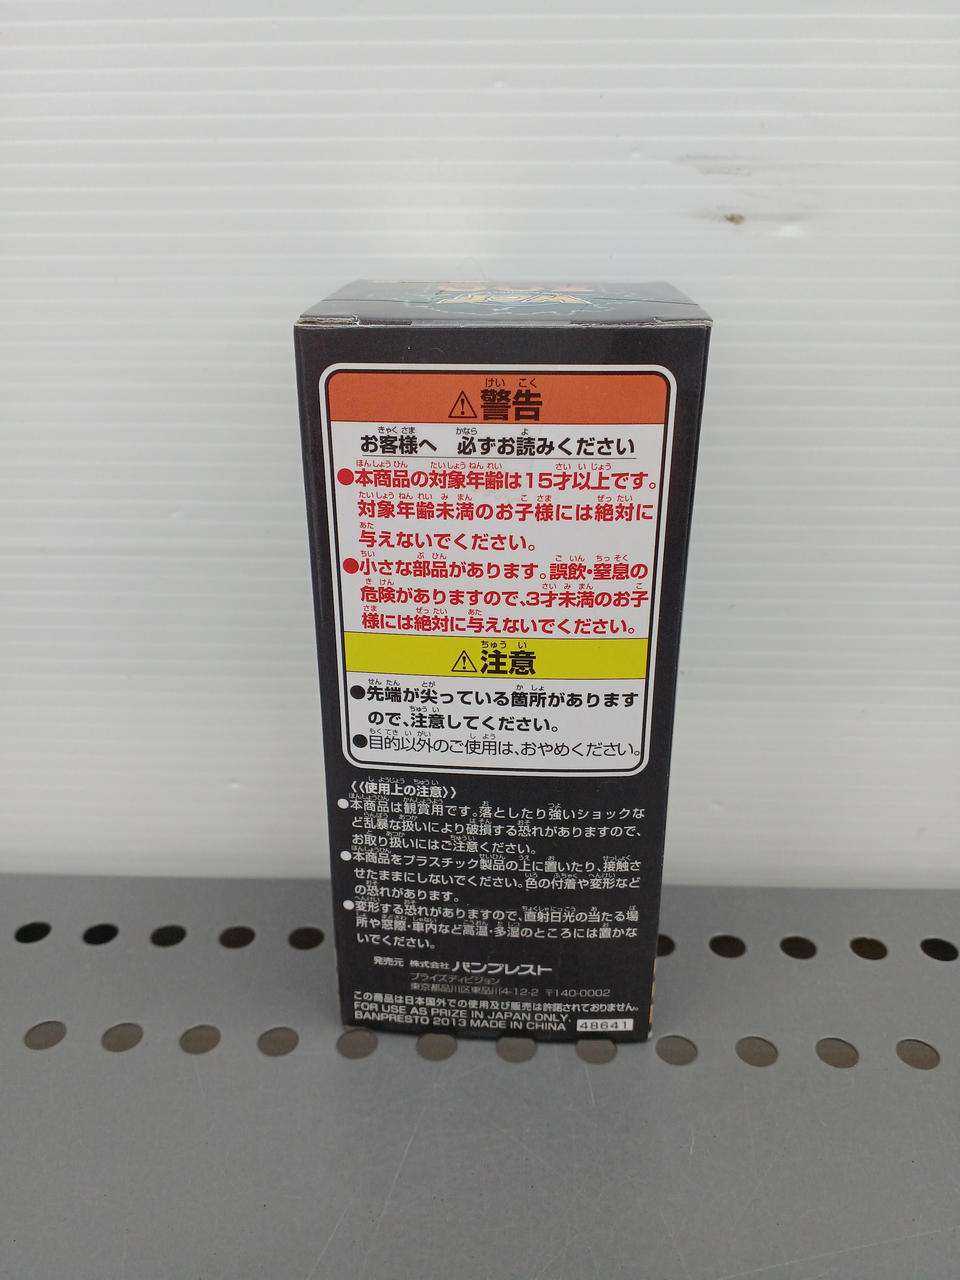 ⚠警告
お客様へ 必ずお読みください
●本商品の対象年齢は15才以上です。
対象年齢未満のお子様には絶対に
与えないでください。
●小さな部品があります。誤飲・窒息の
危険がありますので、3才未満のお子
様には絶対に与えないでください。
⚠注意
●先端が尖っている箇所があります
ので、注意してください。
●目的以外のご使用は、おやめください。
《使用上の注意》
●本商品は観賞用です。落としたり強いショックな
ど乱暴な扱いにより破損する恐れがありますので、
お取り扱いにはご注意ください。
●本商品をプラスチック製品の上に置いたり、接触さ
せたままにしないでください。色の付着や変形など
の恐れがあります。
●変形する恐れがありますので、直射日光の当たる場
所や窓際・車内など高温・多湿のところには置かな
いでください。
発売元 株式会社 バンプレスト
プライズディビジョン
東京都品川区東品川4-12-2 〒140-0002
この商品は日本国外での使用及び販売は許諾されておりません。
FOR USE AS PRIZE IN JAPAN ONLY.
BANPRESTO 2013 MADE IN CHINA 48641